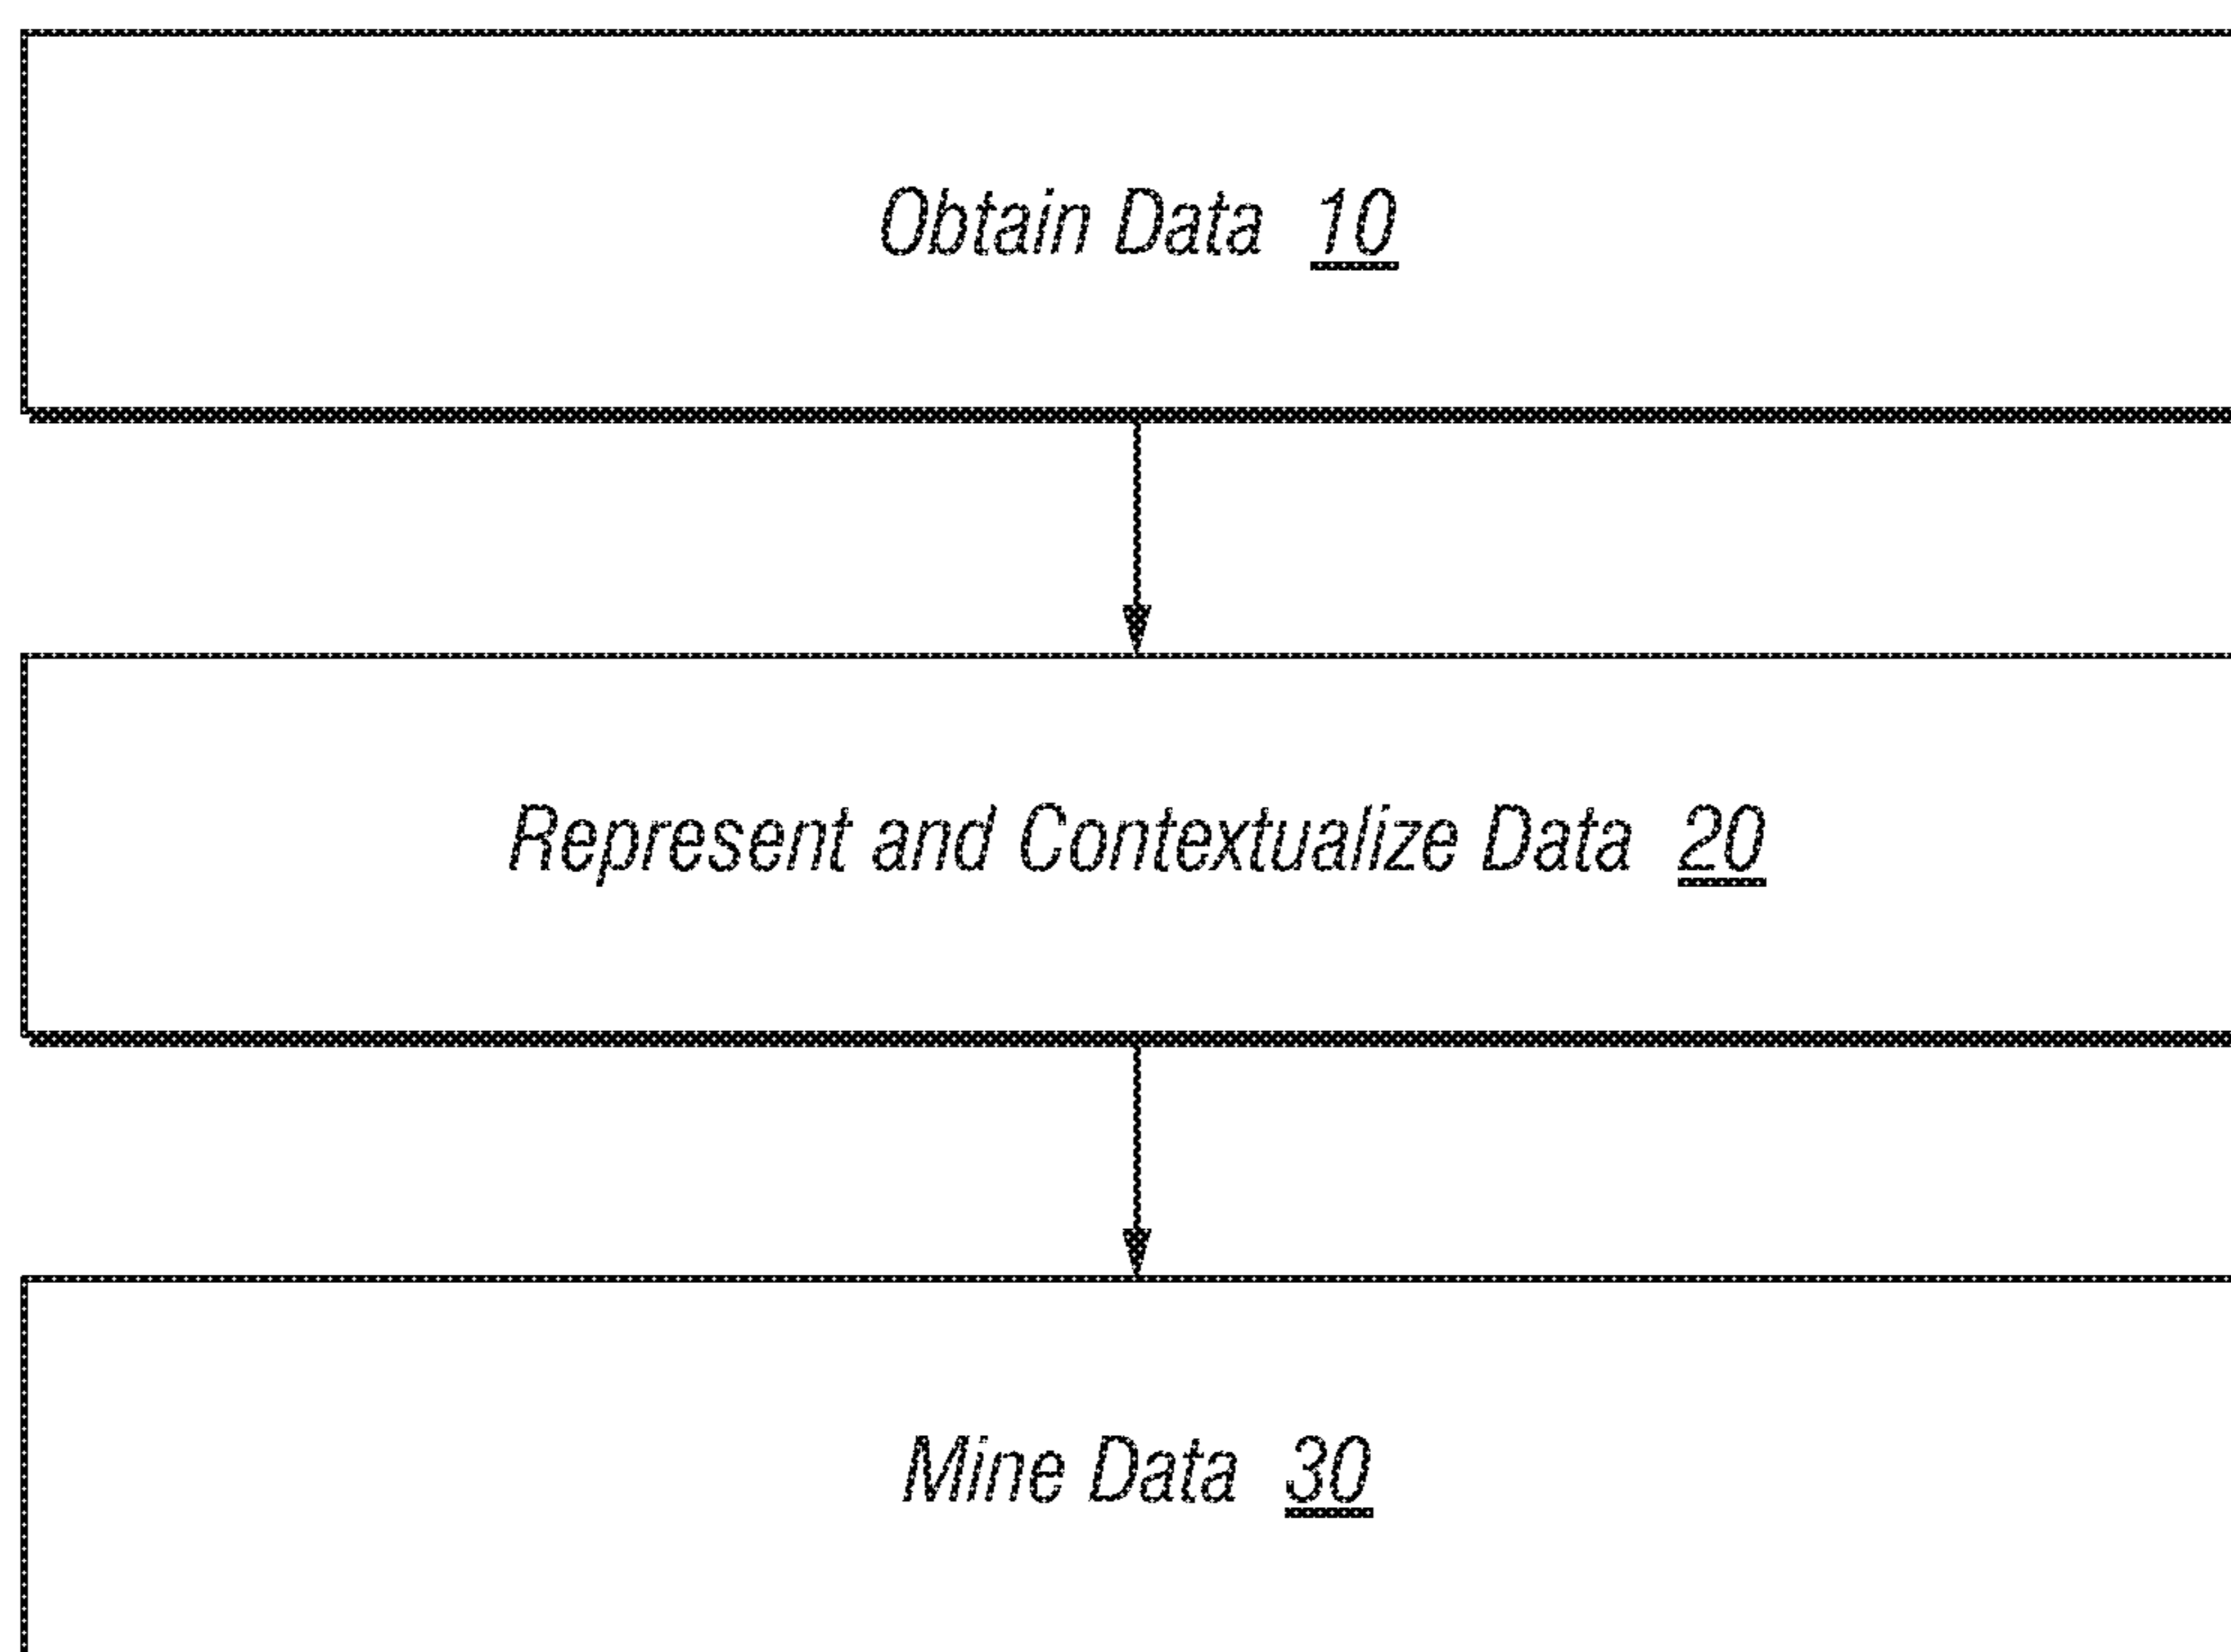 Obtain Data 10
Represent and Contextualize Data 20
Mine Data 30